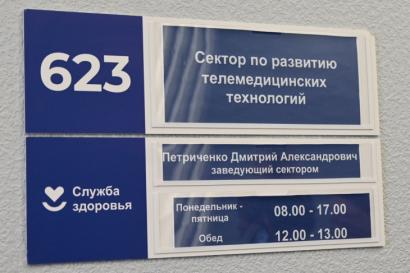 623
Сектор по развитию
телемедицинских
технологий
Петриченко Дмитрий Александрович
заведующий сектором
Служба
здоровья
Понедельник - 08.00 - 17.00
пятница
Обед 12.00 - 13.00